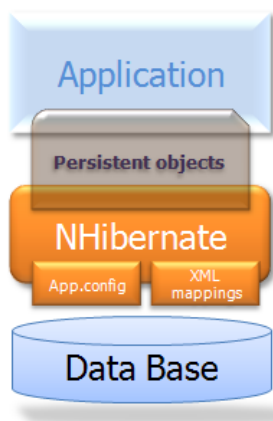 Application
Persistent objects
NHibernate
App.config
XML
mappings
Data Base